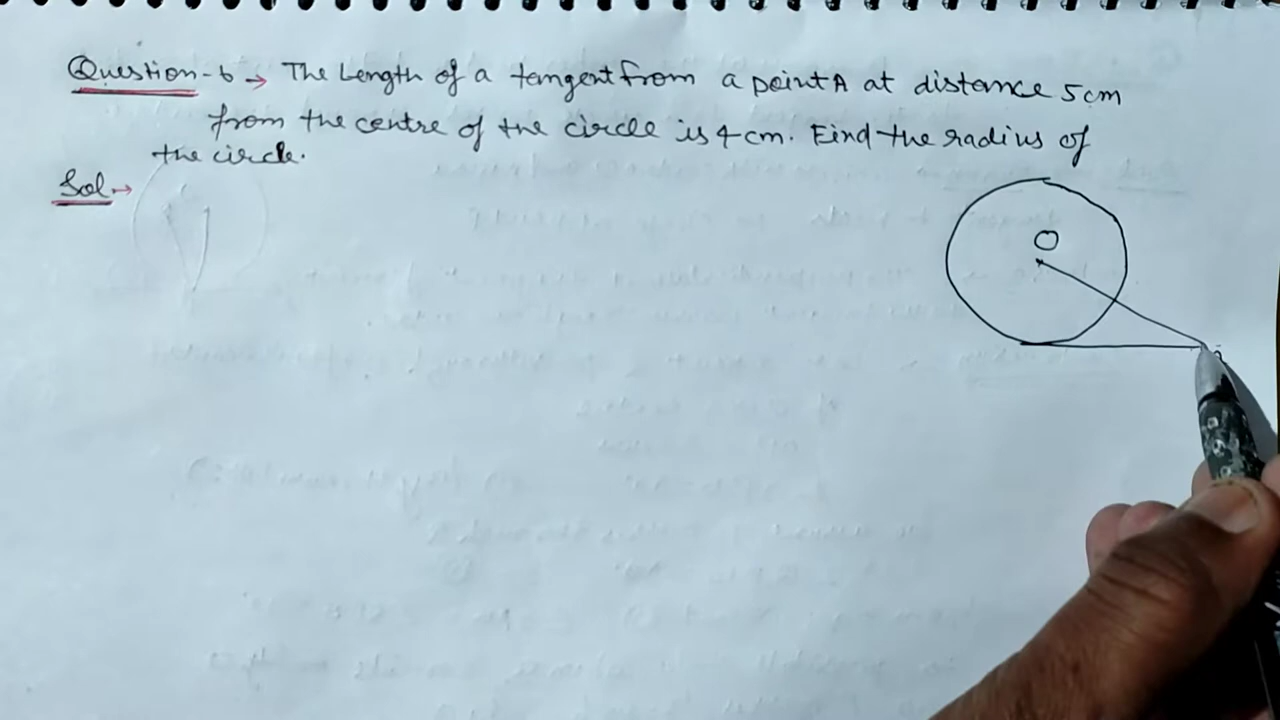 Question-6 → The Length of a tangent from a point A at distance 5cm
from the centre of the circle is 4cm. Find the radius of
the circle.
Sol →
O